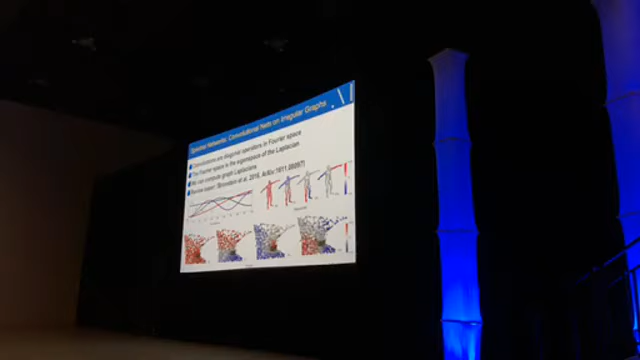 Spectral Networks: Convolutional Nets on Irregular Graphs
Convolutions are diagonal operators in Fourier space
The Fourier space is the eigenspace of the Laplacian
We can compute graph Laplacians
Review paper: [Bronstein et al. 2016, ArXiv:1611.08097]